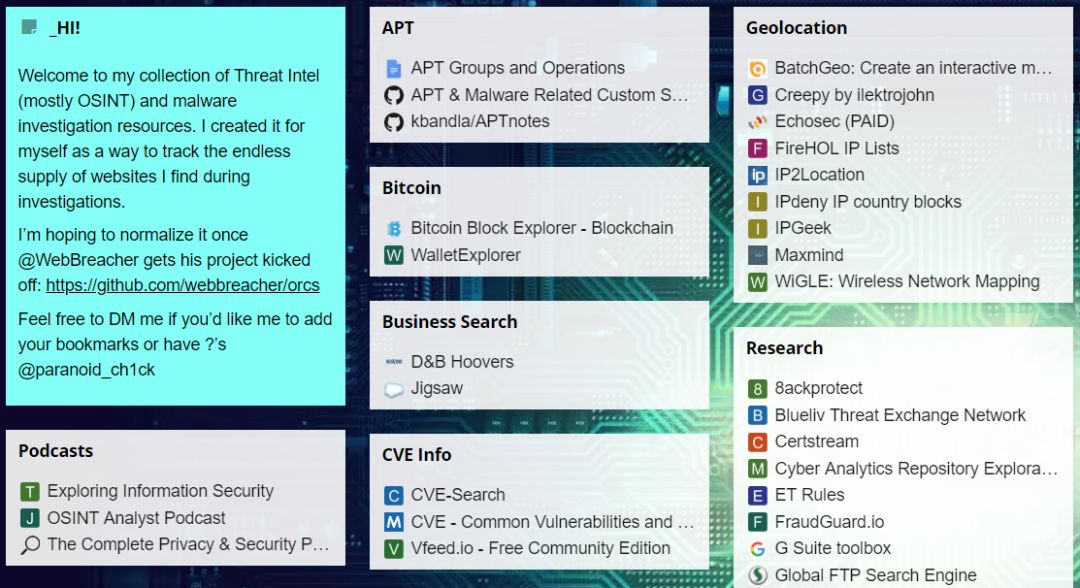 _HI!
Welcome to my collection of Threat Intel
(mostly OSINT) and malware
investigation resources. I created it for
myself as a way to track the endless
supply of websites I find during
investigations.
I'm hoping to normalize it once
@WebBreacher gets his project kicked
off: https://github.com/webbreacher/orcs
Feel free to DM me if you'd like me to add
your bookmarks or have ?'s
@paranoid_ch1ck
Podcasts
T Exploring Information Security
J OSINT Analyst Podcast
The Complete Privacy & Security P…
APT
APT Groups and Operations
APT & Malware Related Custom S…
kbandla/APTnotes
Bitcoin
Bitcoin Block Explorer - Blockchain
W WalletExplorer
Business Search
D&B Hoovers
Jigsaw
CVE Info
C CVE-Search
M CVE - Common Vulnerabilities and …
V Vfeed.io - Free Community Edition
Geolocation
BatchGeo: Create an interactive m…
G Creepy by ilektrojohn
Echosec (PAID)
F FireHOL IP Lists
ip IP2Location
I IPdeny IP country blocks
I IPGeek
Maxmind
W WiGLE: Wireless Network Mapping
Research
8 8ackprotect
B Blueliv Threat Exchange Network
C Certstream
M Cyber Analytics Repository Explora…
E ET Rules
F FraudGuard.io
G G Suite toolbox
Global FTP Search Engine